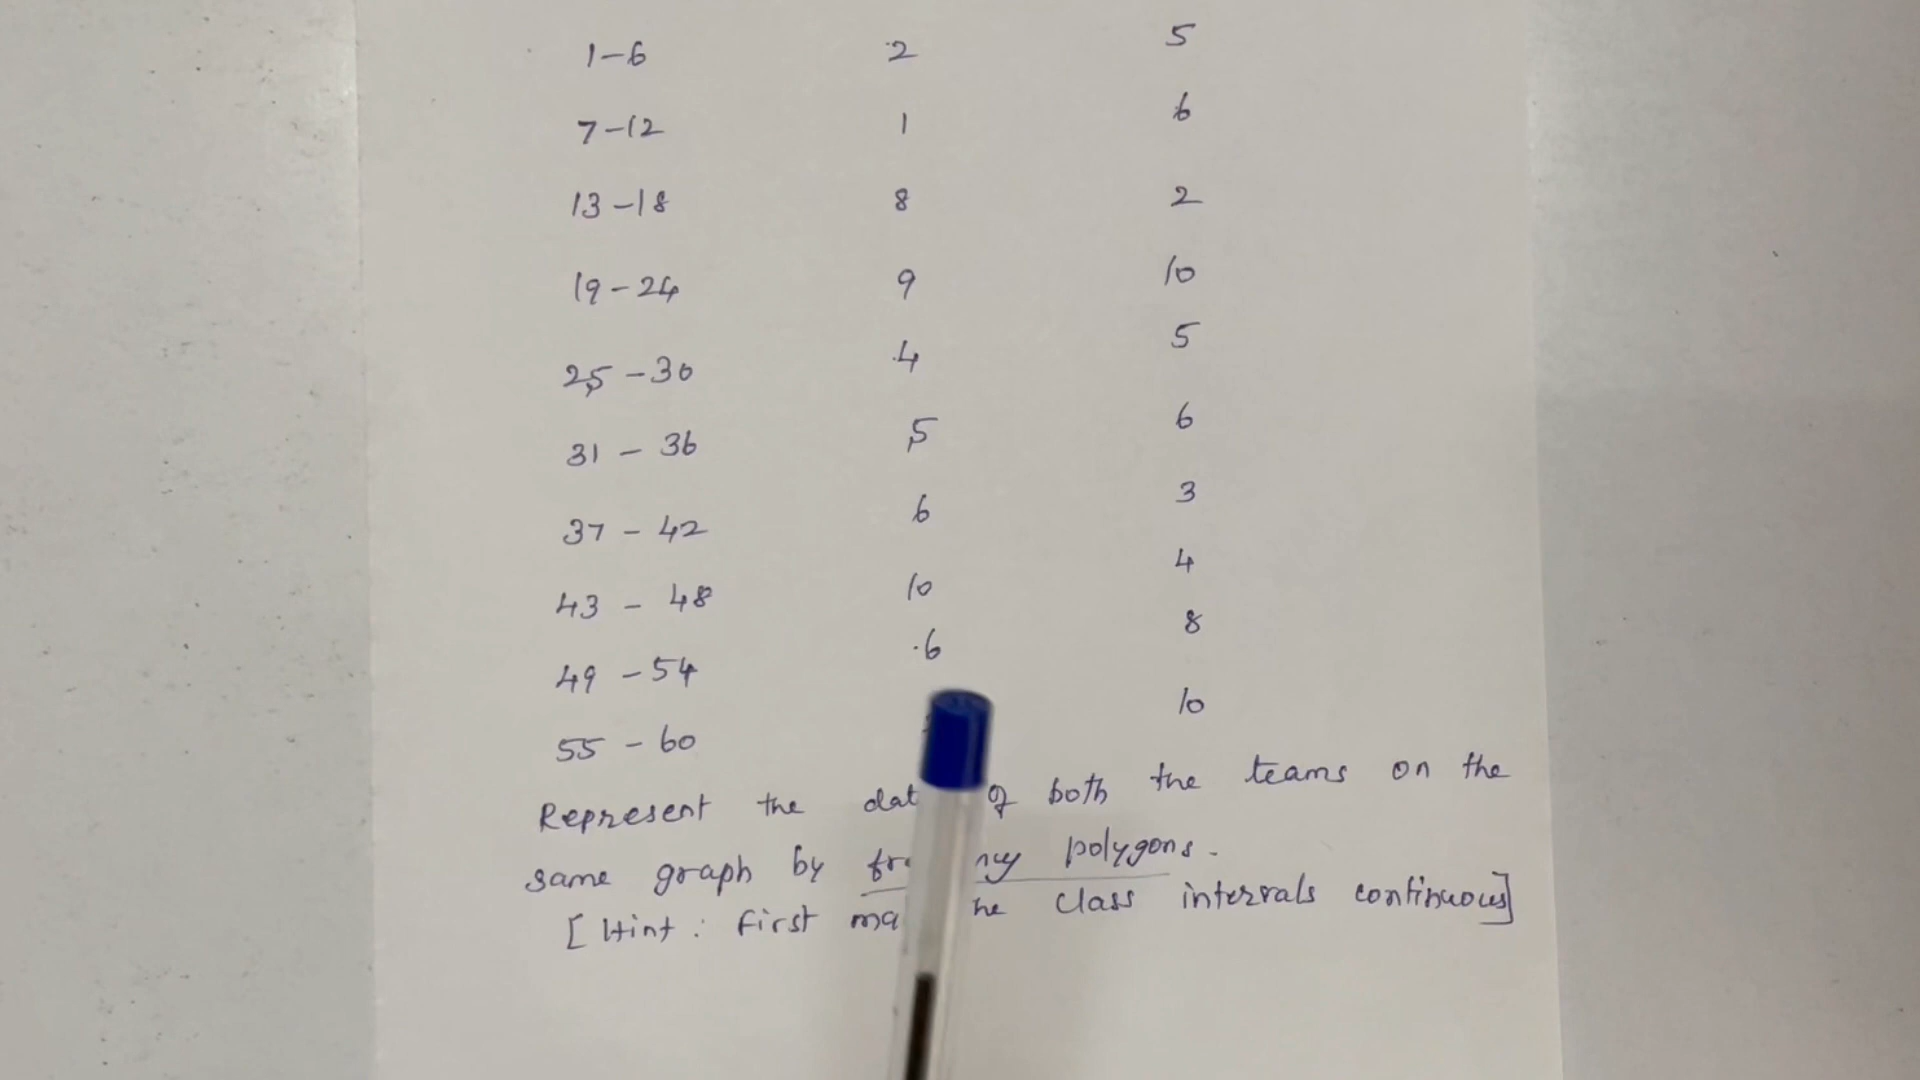 1-6 2 5
7-12 1 6
13-18 8 2
19-24 9 10
25-30 4 5
31 - 36 5 6
37 - 42 6 3
43 - 48 10 4
49 - 54 6 8
55 - 60 10
Represent the of both the teams on the
same graph by polygons.
[Hint : First class intervals continuous]